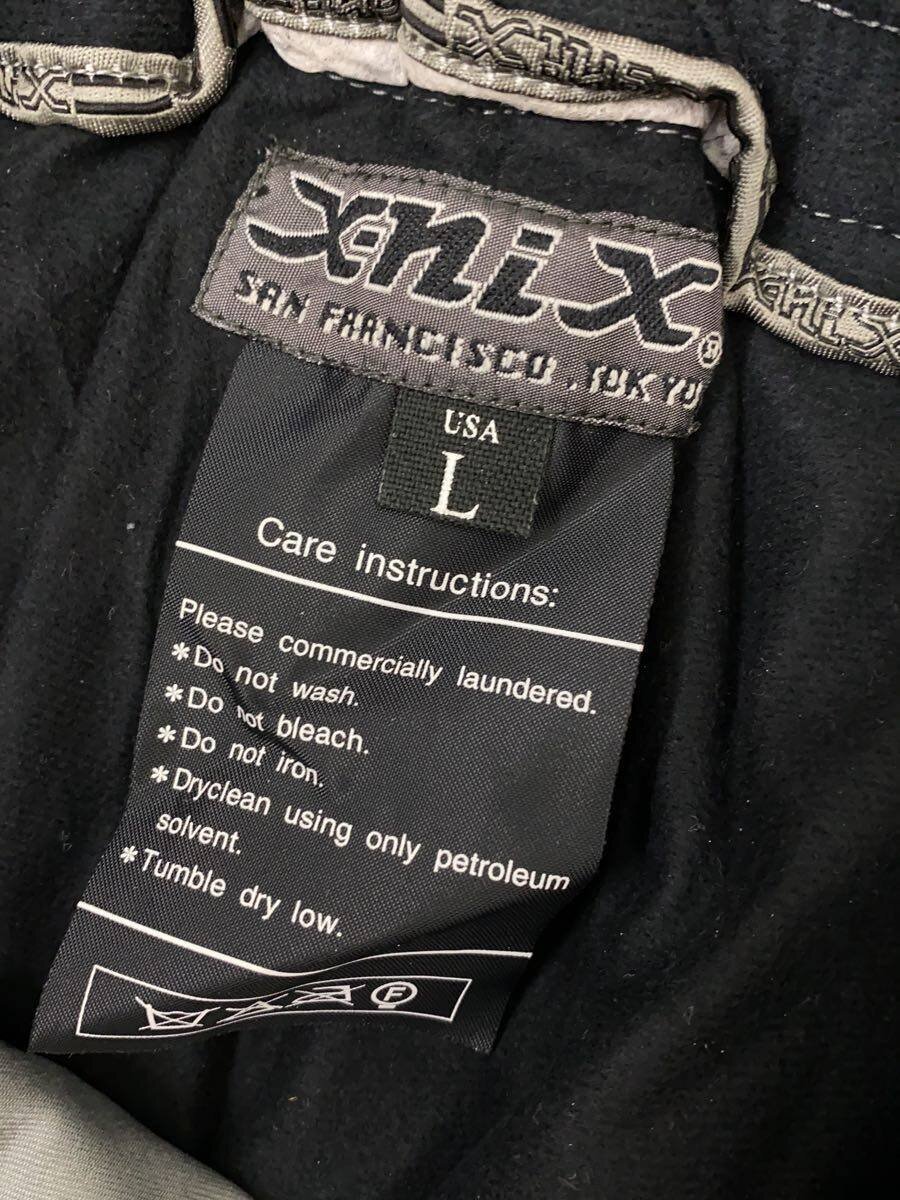 x-nix
SAN FRANCISCO . TOKYO
USA
L
Care instructions:
Please commercially laundered.
*Do not wash.
*Do not bleach.
*Do not iron.
*Dryclean using only petroleum
solvent.
*Tumble dry low.
F